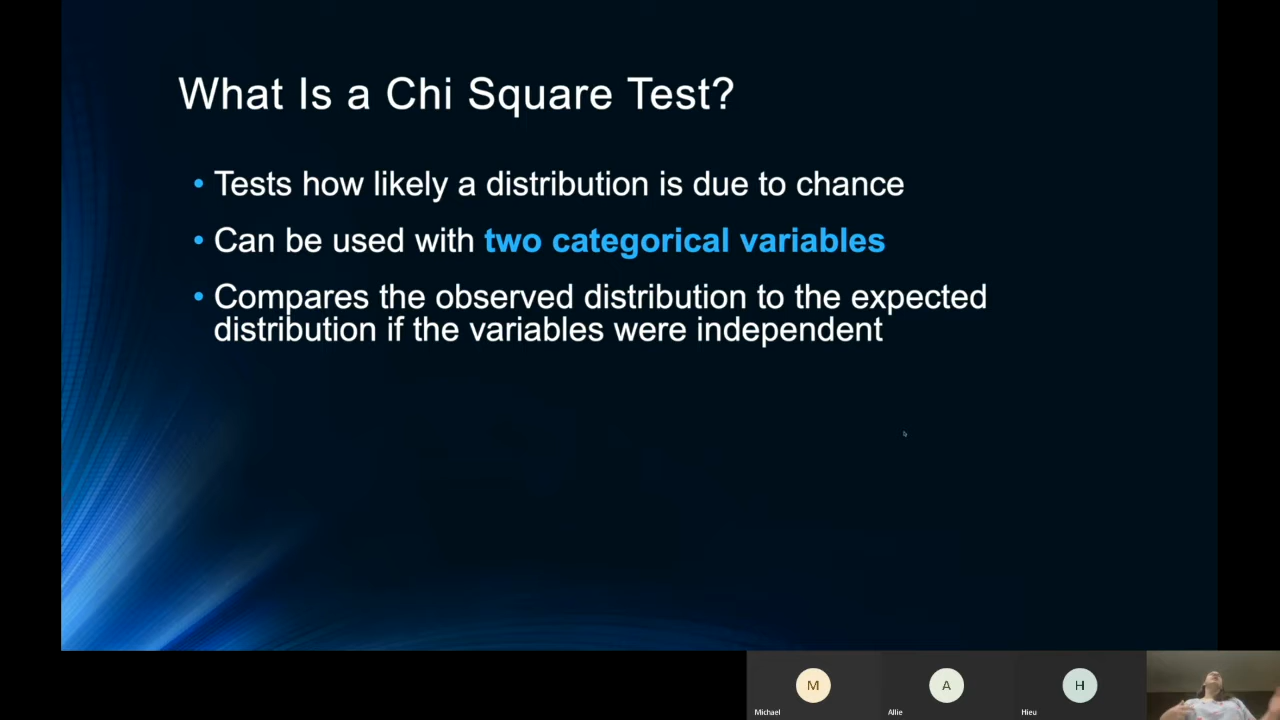 What Is a Chi Square Test?
• Tests how likely a distribution is due to chance
• Can be used with two categorical variables
• Compares the observed distribution to the expected
distribution if the variables were independent
M
A
H
Michael
Allie
Hieu